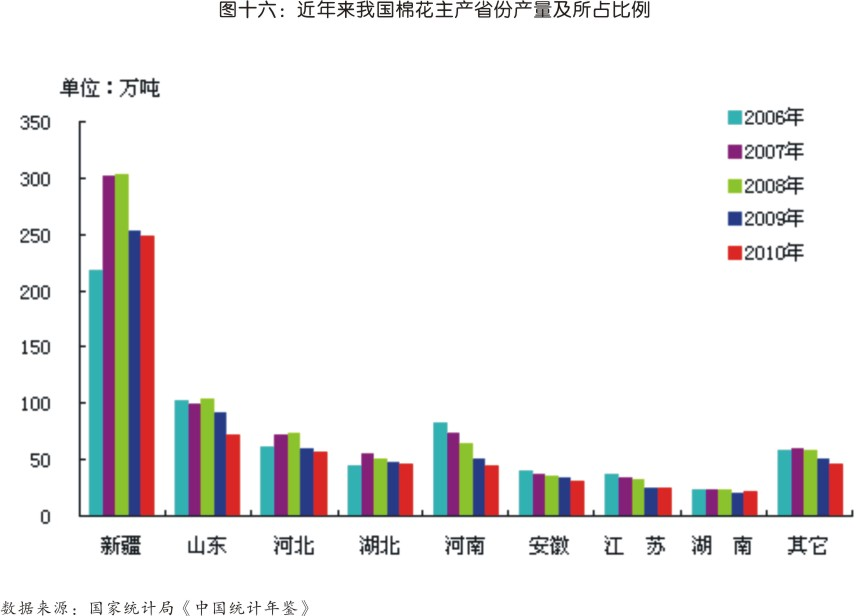 图十六：近年来我国棉花主产省份产量及所占比例
单位：万吨
2006年
2007年
2008年
2009年
2010年
350
300
250
200
150
100
50
0
新疆 山东 河北 湖北 河南 安徽 江 苏 湖 南 其它
数据来源：国家统计局《中国统计年鉴》